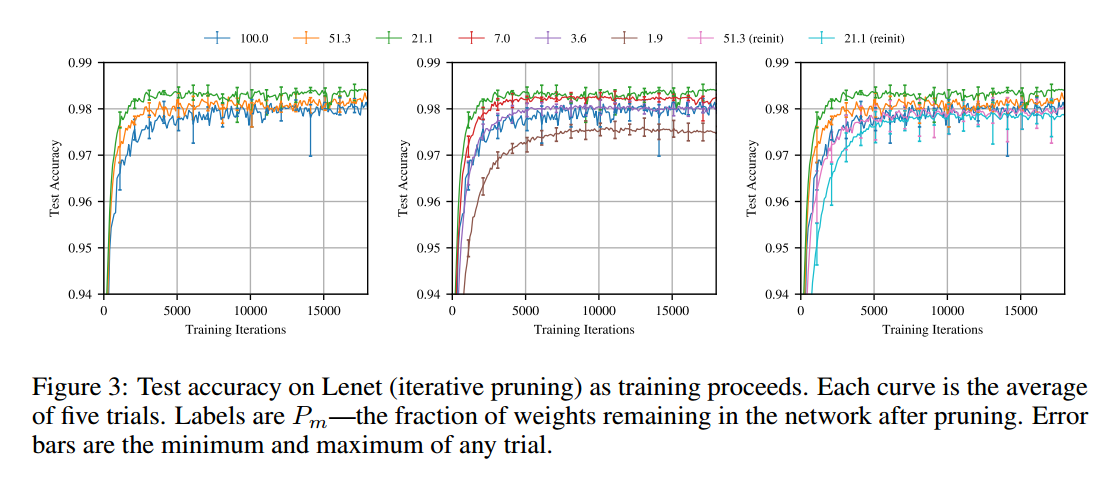 100.0 51.3 21.1 7.0 3.6 1.9 51.3 (reinit) 21.1 (reinit)
0.99
0.98
0.97
0.96
0.95
0.94
Test Accuracy
0 5000 10000 15000
Training Iterations
0.99
0.98
0.97
0.96
0.95
0.94
Test Accuracy
0 5000 10000 15000
Training Iterations
0.99
0.98
0.97
0.96
0.95
0.94
Test Accuracy
0 5000 10000 15000
Training Iterations
Figure 3: Test accuracy on Lenet (iterative pruning) as training proceeds. Each curve is the average
of five trials. Labels are Pm—the fraction of weights remaining in the network after pruning. Error
bars are the minimum and maximum of any trial.